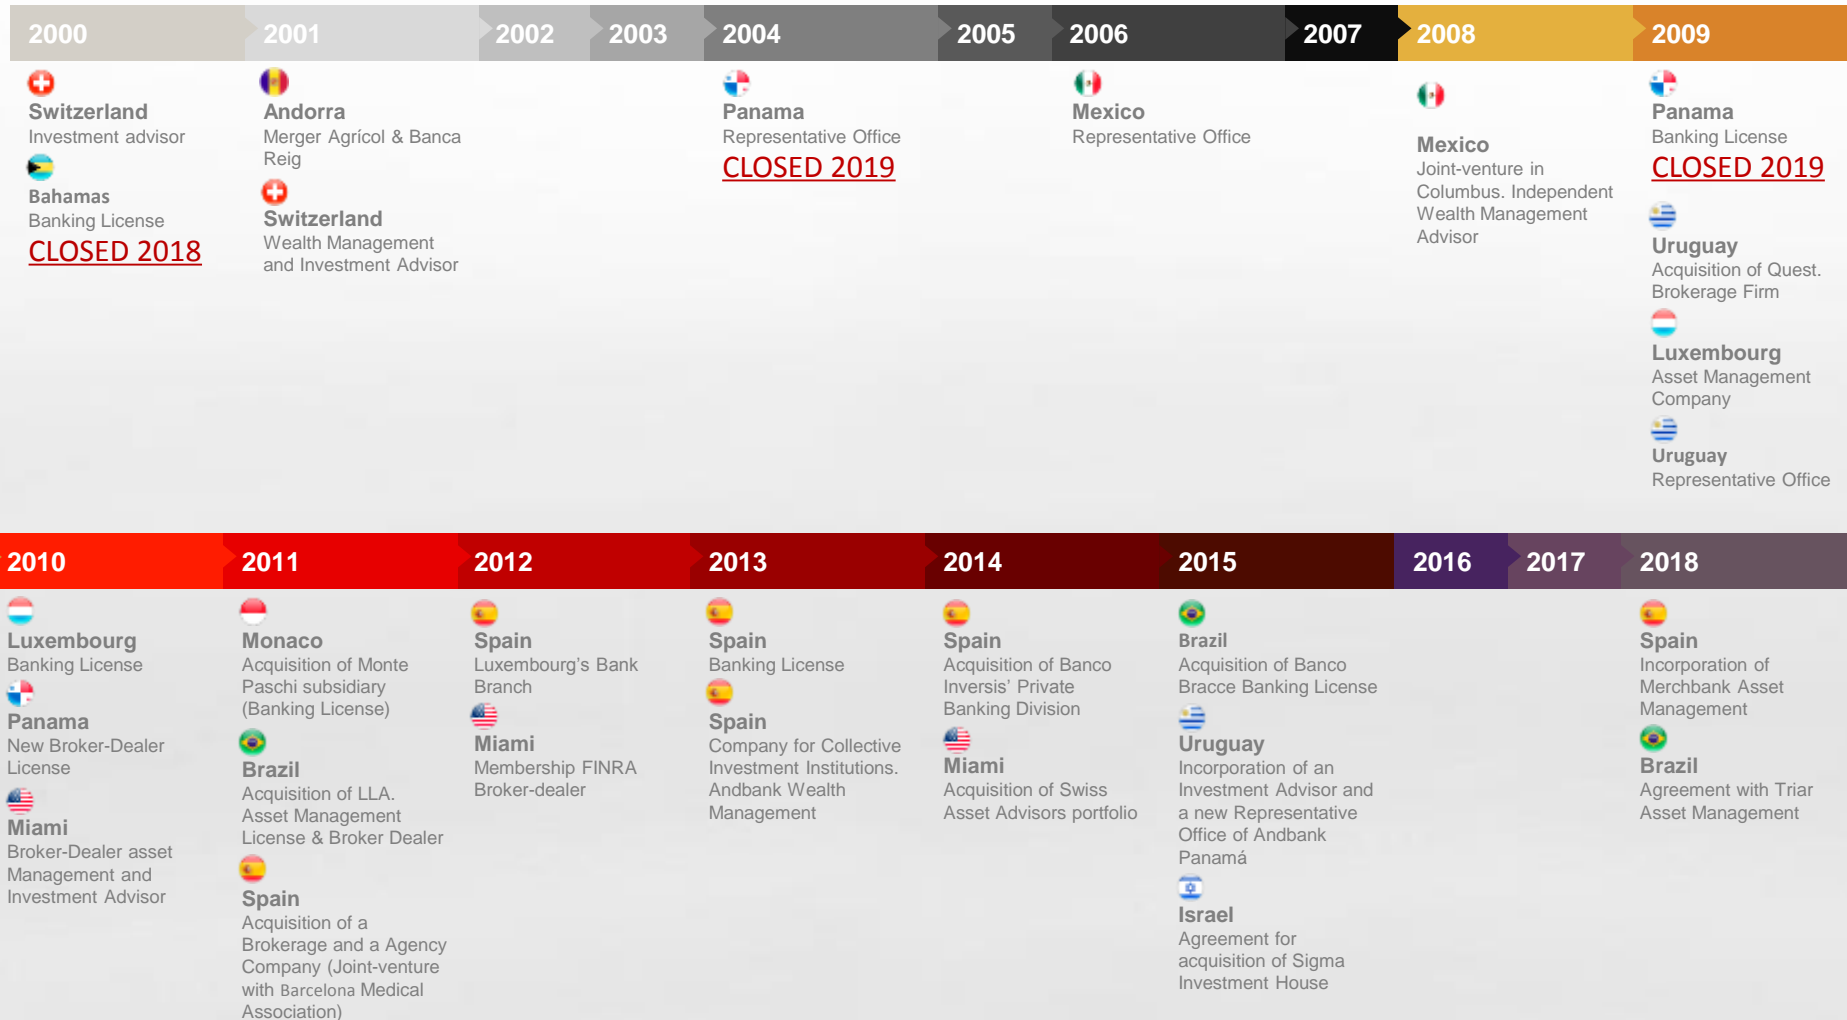 2000
Switzerland
Investment advisor
Bahamas
Banking License
CLOSED 2018
2001
Andorra
Merger Agrícol & Banca
Reig
Switzerland
Wealth Management
and Investment Advisor
2002
2003
2004
Panama
Representative Office
CLOSED 2019
2005
2006
Mexico
Representative Office
2007
2008
Mexico
Joint-venture in
Columbus. Independent
Wealth Management
Advisor
2009
Panama
Banking License
CLOSED 2019
Uruguay
Acquisition of Quest.
Brokerage Firm
Luxembourg
Asset Management
Company
Uruguay
Representative Office
2010
Luxembourg
Banking License
Panama
New Broker-Dealer
License
Miami
Broker-Dealer asset
Management and
Investment Advisor
2011
Monaco
Acquisition of Monte
Paschi subsidiary
(Banking License)
Brazil
Acquisition of LLA.
Asset Management
License & Broker Dealer
Spain
Acquisition of a
Brokerage and a Agency
Company (Joint-venture
with Barcelona Medical
Association)
2012
Spain
Luxembourg's Bank
Branch
Miami
Membership FINRA
Broker-dealer
2013
Spain
Banking License
Spain
Company for Collective
Investment Institutions.
Andbank Wealth
Management
2014
Spain
Acquisition of Banco
Inversis' Private
Banking Division
Miami
Acquisition of Swiss
Asset Advisors portfolio
2015
Brazil
Acquisition of Banco
Bracce Banking License
Uruguay
Incorporation of an
Investment Advisor and
a new Representative
Office of Andbank
Panamá
Israel
Agreement for
acquisition of Sigma
Investment House
2016
2017
2018
Spain
Incorporation of
Merchbank Asset
Management
Brazil
Agreement with Triar
Asset Management